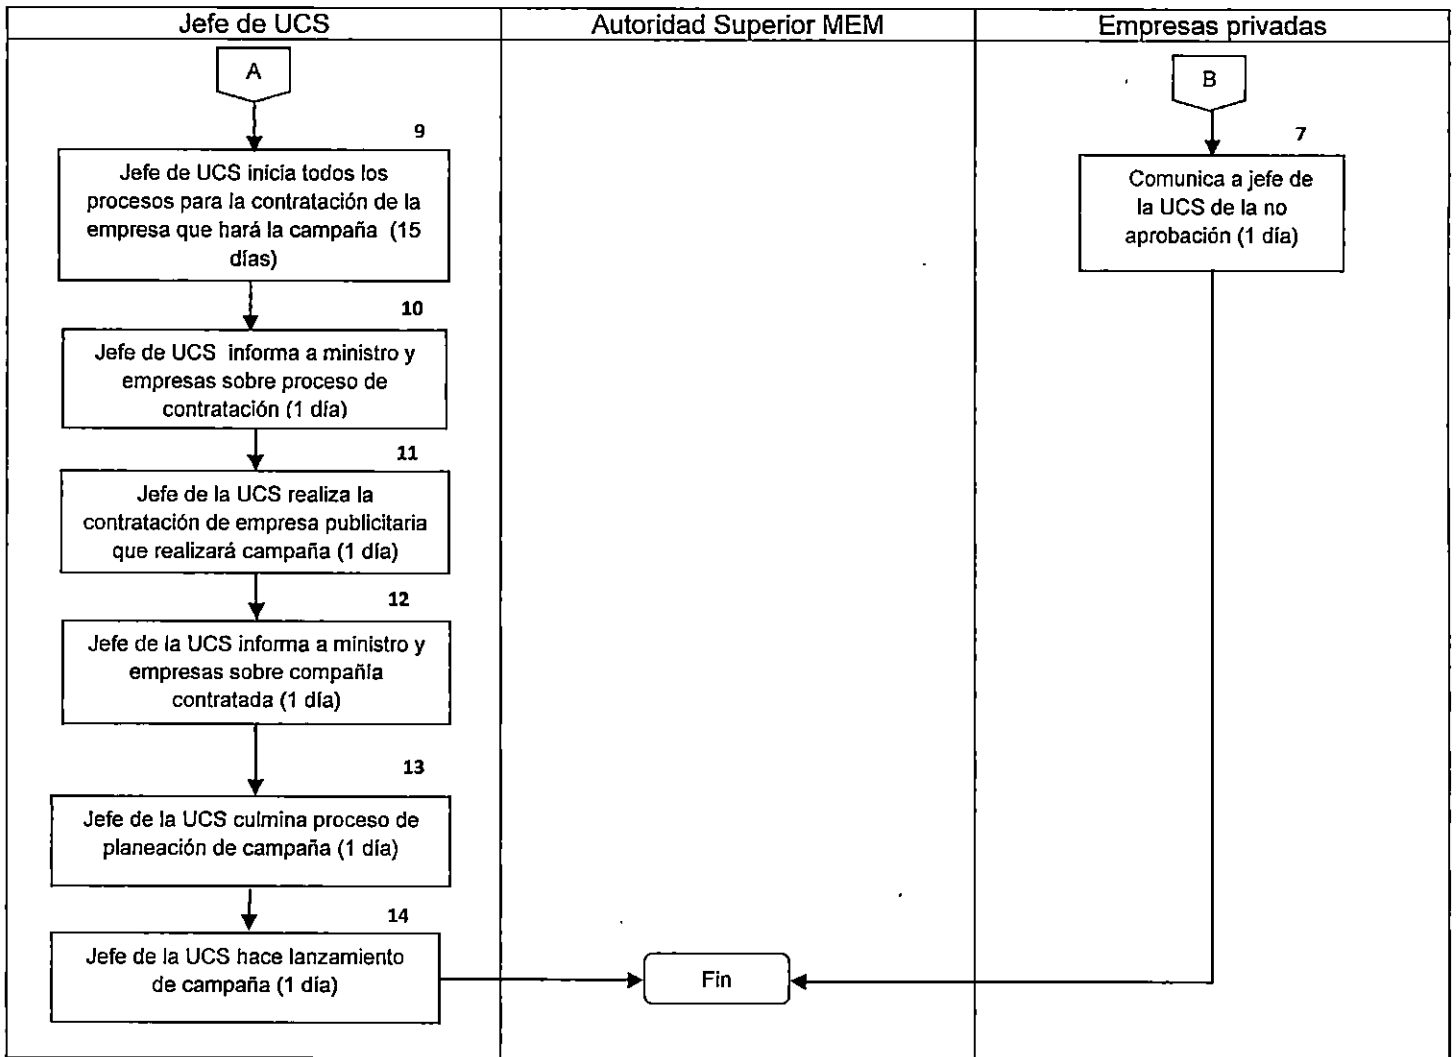 Jefe de UCS
Autoridad Superior MEM
Empresas privadas
A
9
Jefe de UCS inicia todos los
procesos para la contratación de la
empresa que hará la campaña (15
días)
10
Jefe de UCS informa a ministro y
empresas sobre proceso de
contratación (1 día)
11
Jefe de la UCS realiza la
contratación de empresa publicitaria
que realizará campaña (1 día)
12
Jefe de la UCS informa a ministro y
empresas sobre compañía
contratada (1 día)
13
Jefe de la UCS culmina proceso de
planeación de campaña (1 día)
14
Jefe de la UCS hace lanzamiento
de campaña (1 día)
Fin
B
7
Comunica a jefe de
la UCS de la no
aprobación (1 día)